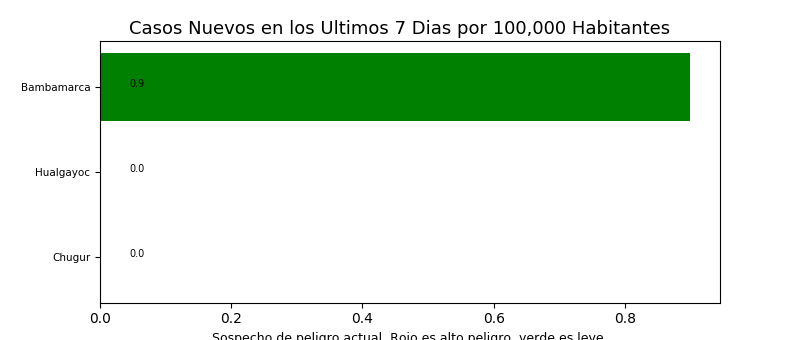 Casos Nuevos en los Ultimos 7 Dias por 100,000 Habitantes
Bambamarca
0.9
Hualgayoc
0.0
Chugur
0.0
0.0 0.2 0.4 0.6 0.8
Sospecho de peligro actual. Rojo es alto peligro, verde es leve